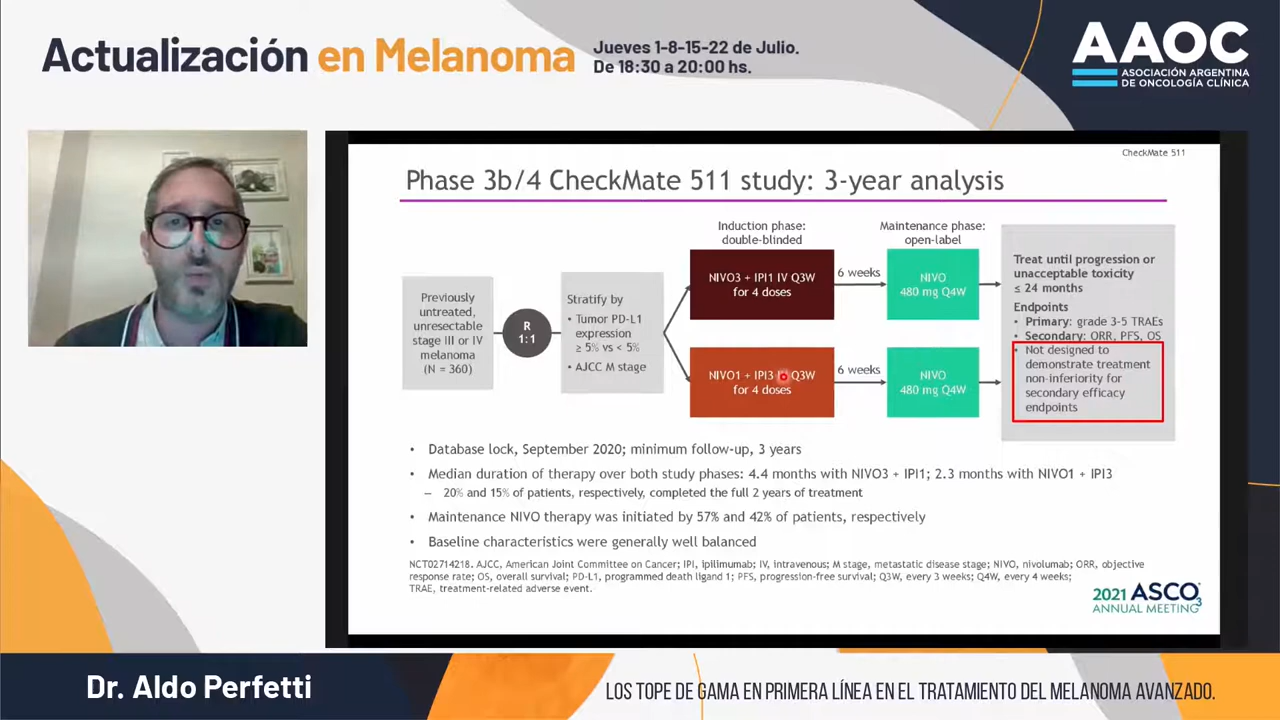 Actualización en Melanoma
Jueves 1-8-15-22 de Julio.
De 18:30 a 20:00 hs.
AAOC
ASOCIACIÓN ARGENTINA
DE ONCOLOGÍA CLÍNICA
CheckMate 511
Phase 3b/4 CheckMate 511 study: 3-year analysis
Previously
untreated,
unresectable
stage III or IV
melanoma
(N = 360)
R
1:1
Stratify by
• Tumor PD-L1
expression
≥ 5% vs < 5%
• AJCC M stage
Induction phase:
double-blinded
NIVO3 + IPI1 IV Q3W
for 4 doses
NIVO1 + IPI3 Q3W
for 4 doses
6 weeks
6 weeks
Maintenance phase:
open-label
NIVO
480 mg Q4W
NIVO
480 mg Q4W
Treat until progression or
unacceptable toxicity
≤ 24 months
Endpoints
• Primary: grade 3-5 TRAEs
• Secondary: ORR, PFS, OS
• Not designed to
demonstrate treatment
non-inferiority for
secondary efficacy
endpoints
• Database lock, September 2020; minimum follow-up, 3 years
• Median duration of therapy over both study phases: 4.4 months with NIVO3 + IPI1; 2.3 months with NIVO1 + IPI3
– 20% and 15% of patients, respectively, completed the full 2 years of treatment
• Maintenance NIVO therapy was initiated by 57% and 42% of patients, respectively
• Baseline characteristics were generally well balanced
NCT02714218. AJCC, American Joint Committee on Cancer; IPI, ipilimumab; IV, intravenous; M stage, metastatic disease stage; NIVO, nivolumab; ORR, objective
response rate; OS, overall survival; PD-L1, programmed death ligand 1; PFS, progression-free survival; Q3W, every 3 weeks; Q4W, every 4 weeks;
TRAE, treatment-related adverse event.
2021 ASCO
ANNUAL MEETING
3
Dr. Aldo Perfetti
LOS TOPE DE GAMA EN PRIMERA LÍNEA EN EL TRATAMIENTO DEL MELANOMA AVANZADO.